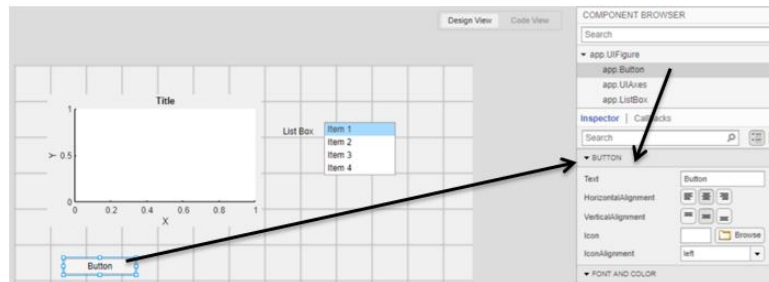 Design View Code View
COMPONENT BROWSER
Search
app.UIFigure
app.Button
app.UIAxes
app.ListBox
Inspector | Callbacks
Search
BUTTON
Text Button
HorizontalAlignment
VerticalAlignment
Icon Browse
IconAlignment left
FONT AND COLOR
Title
1
Y 0.5
0
0 0.2 0.4 0.6 0.8 1
X
List Box Item 1
Item 2
Item 3
Item 4
Button